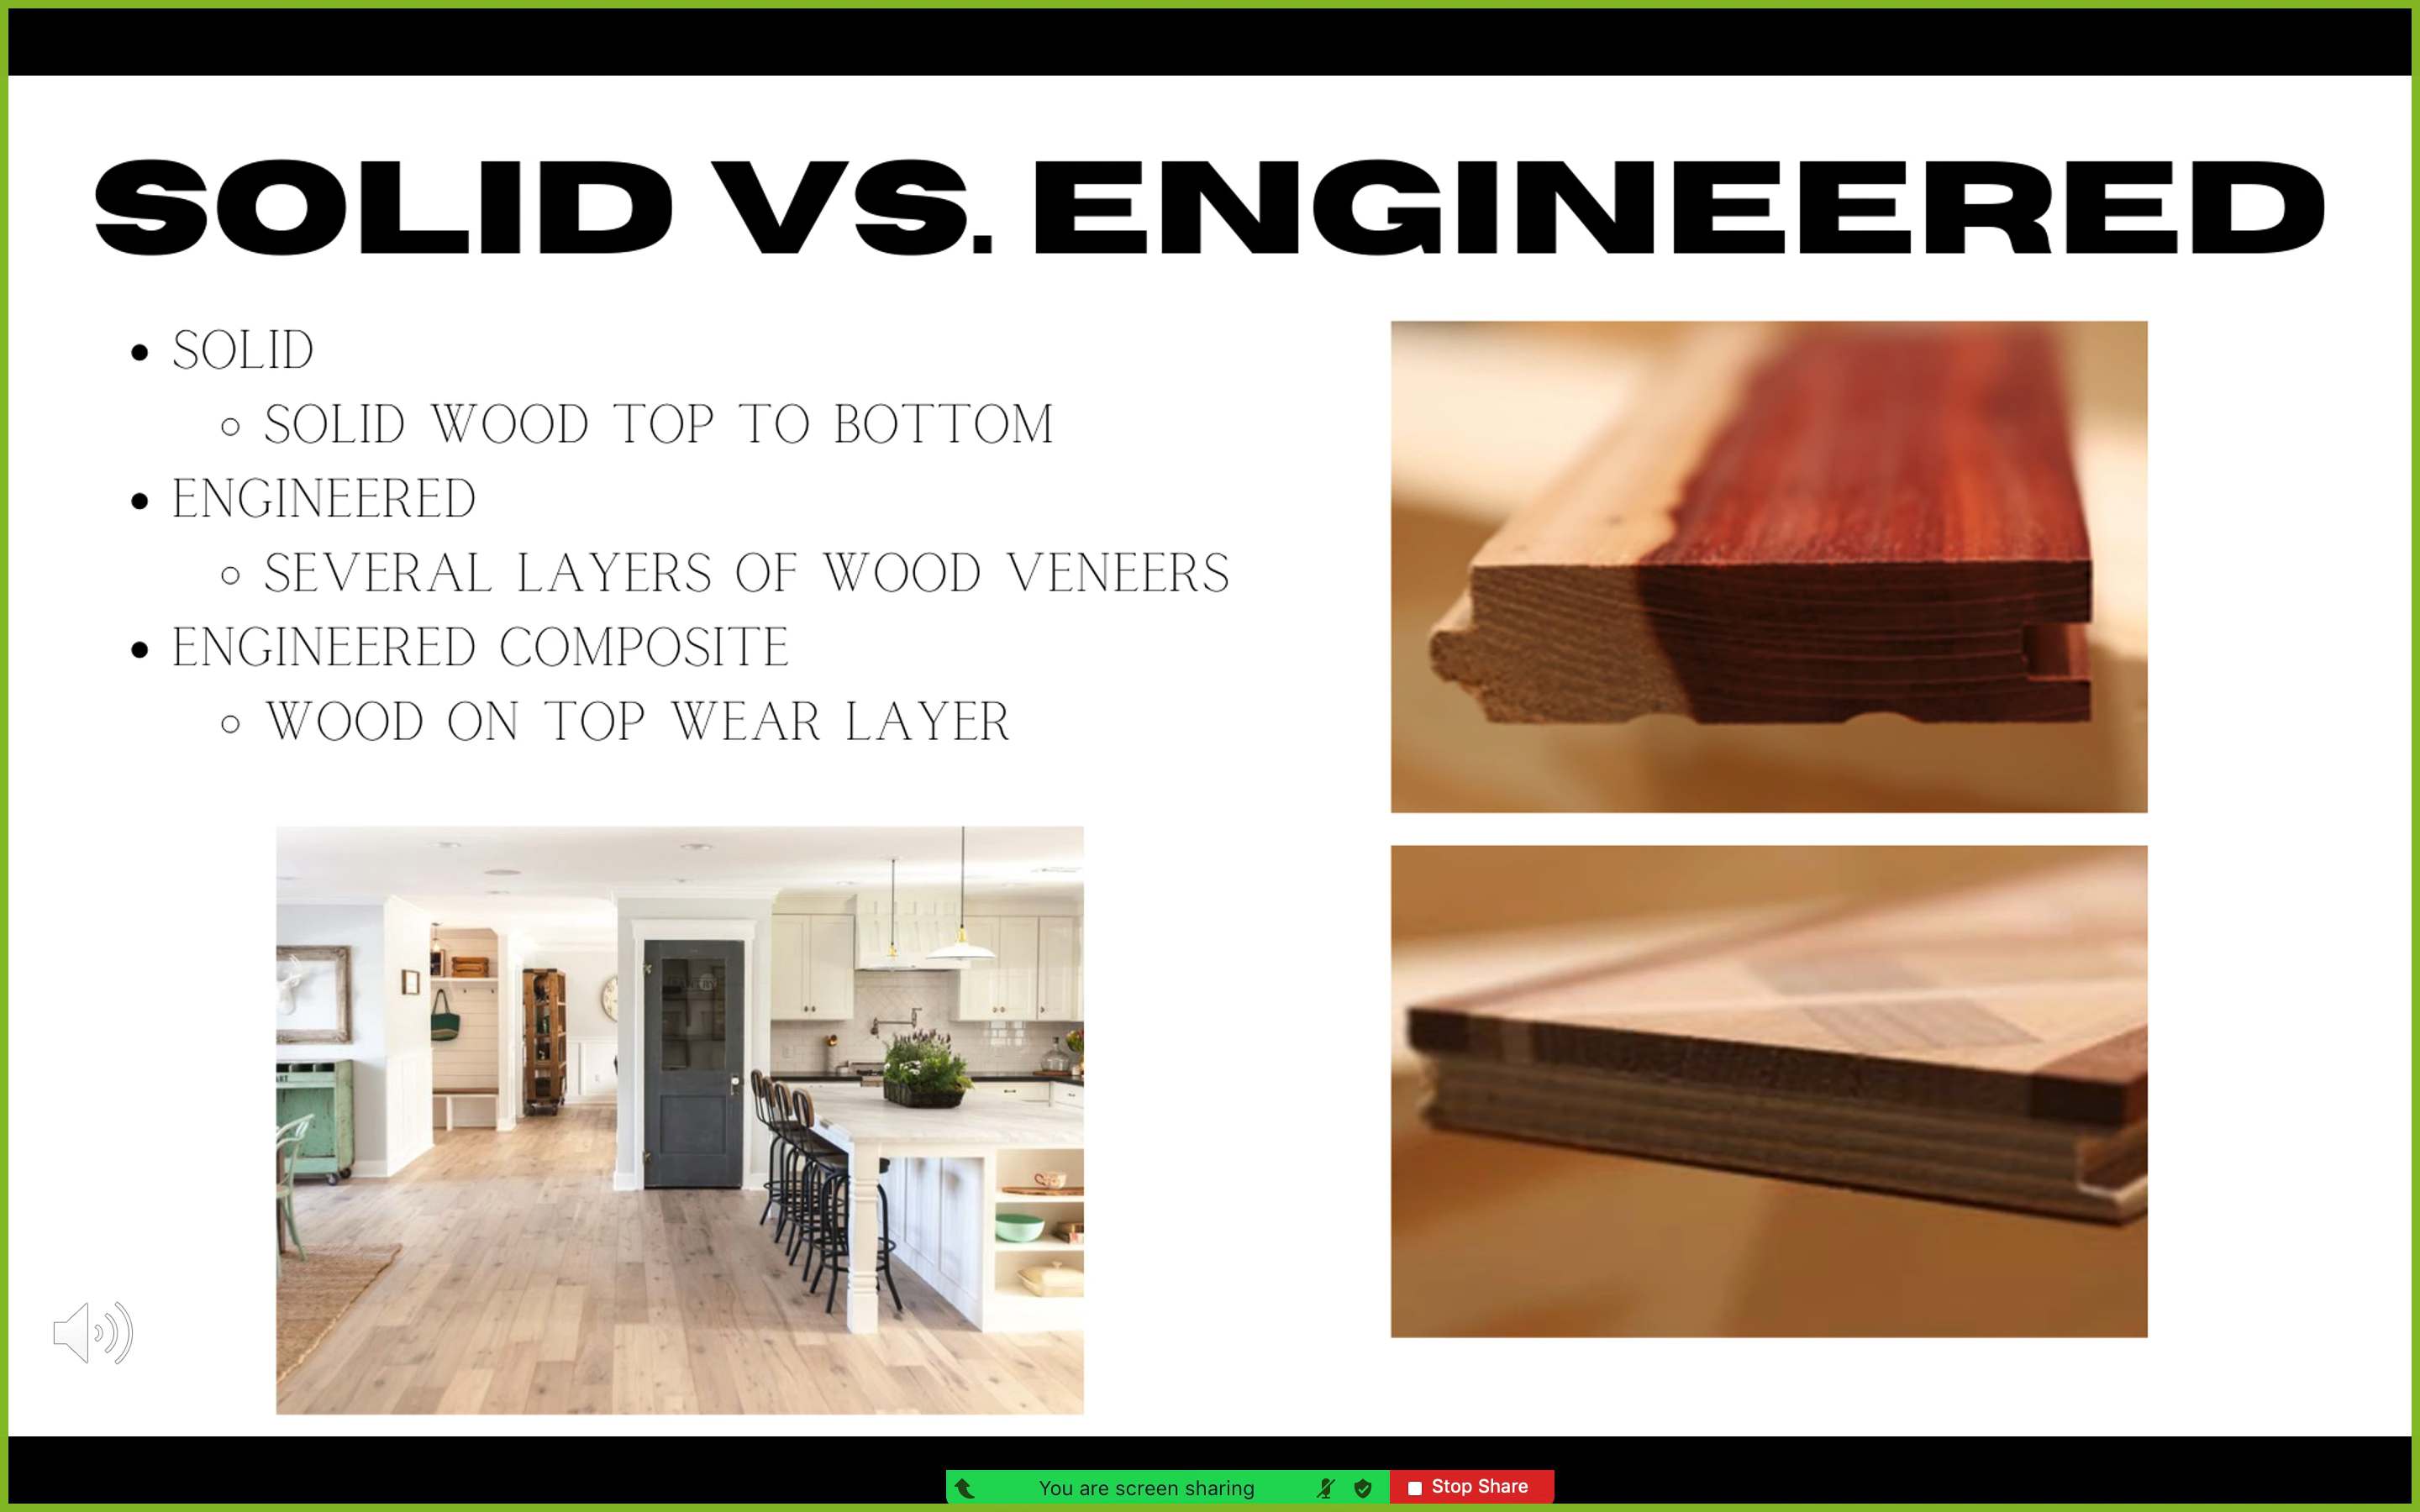 SOLID VS. ENGINEERED
SOLID
SOLID WOOD TOP TO BOTTOM
ENGINEERED
SEVERAL LAYERS OF WOOD VENEERS
ENGINEERED COMPOSITE
WOOD ON TOP WEAR LAYER
You are screen sharing
Stop Share